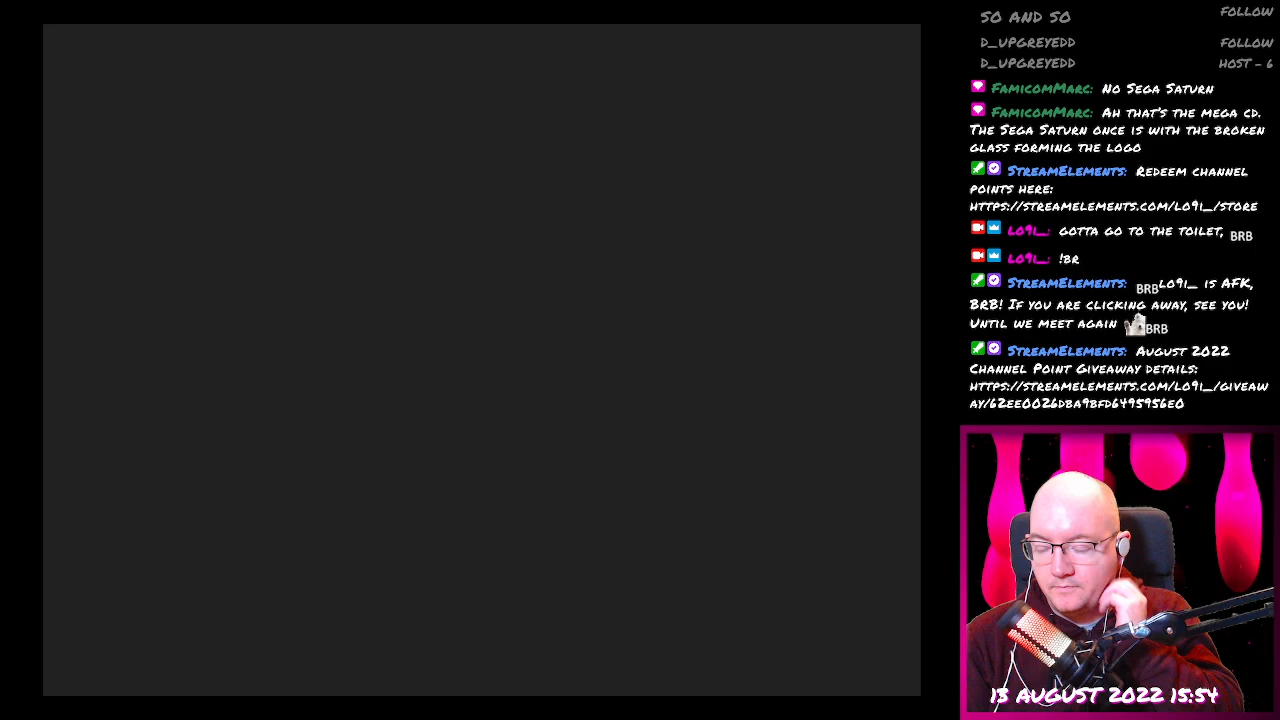 SO AND SO FOLLOW
D_UPGREYEDD FOLLOW
D_UPGREYEDD HOST - 6
FamicomMarc: No Sega Saturn
FamicomMarc: Ah that's the mega cd.
The Sega Saturn once is with the broken
glass forming the logo
StreamElements: Redeem channel
points here:
https://streamelements.com/lo9i_/store
lo9i_: gotta go to the toilet, BRB
lo9i_: !br
StreamElements: BRB lo9i_ is AFK,
BRB! If you are clicking away, see you!
Until we meet again BRB
StreamElements: August 2022
Channel Point Giveaway details:
https://streamelements.com/lo9i_/giveaw
ay/62ee0026dba9bfd6495956e0
13 AUGUST 2022 15:54